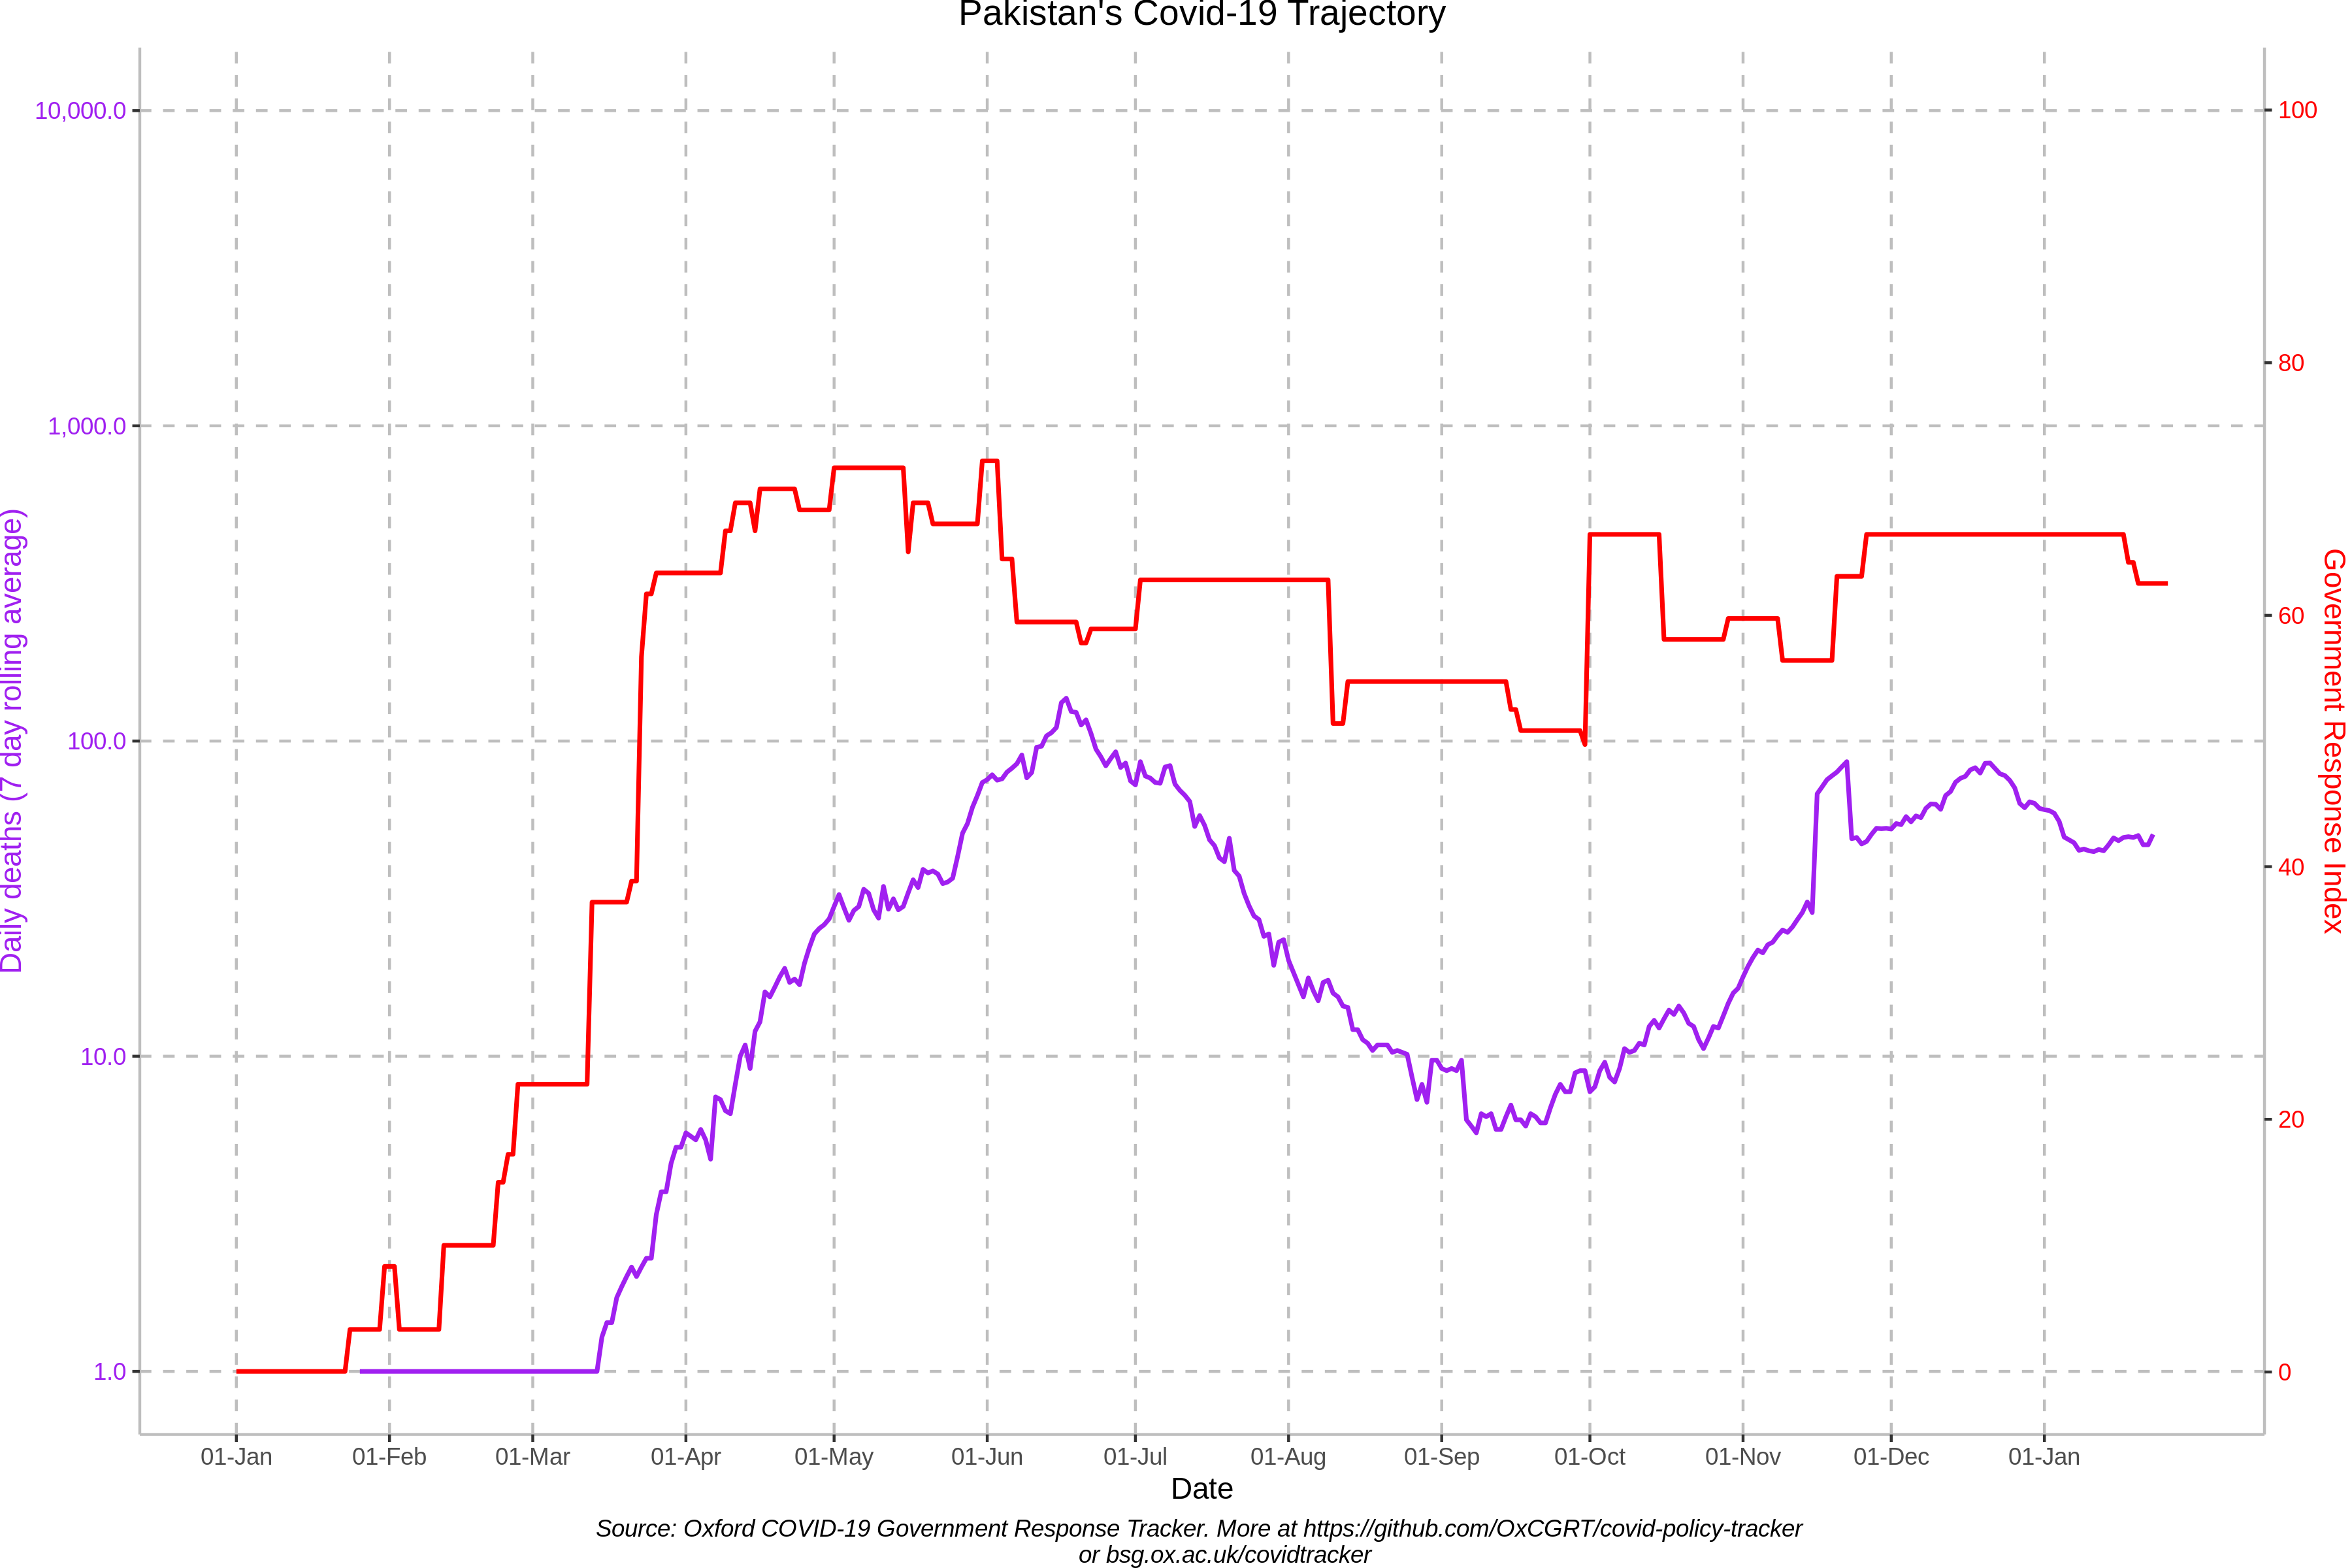 Pakistan's Covid-19 Trajectory
10,000.0
1,000.0
100.0
10.0
1.0
Daily deaths (7 day rolling average)
100
80
60
40
20
0
Government Response Index
01-Jan 01-Feb 01-Mar 01-Apr 01-May 01-Jun 01-Jul 01-Aug 01-Sep 01-Oct 01-Nov 01-Dec 01-Jan
Date
Source: Oxford COVID-19 Government Response Tracker. More at https://github.com/OxCGRT/covid-policy-tracker
or bsg.ox.ac.uk/covidtracker